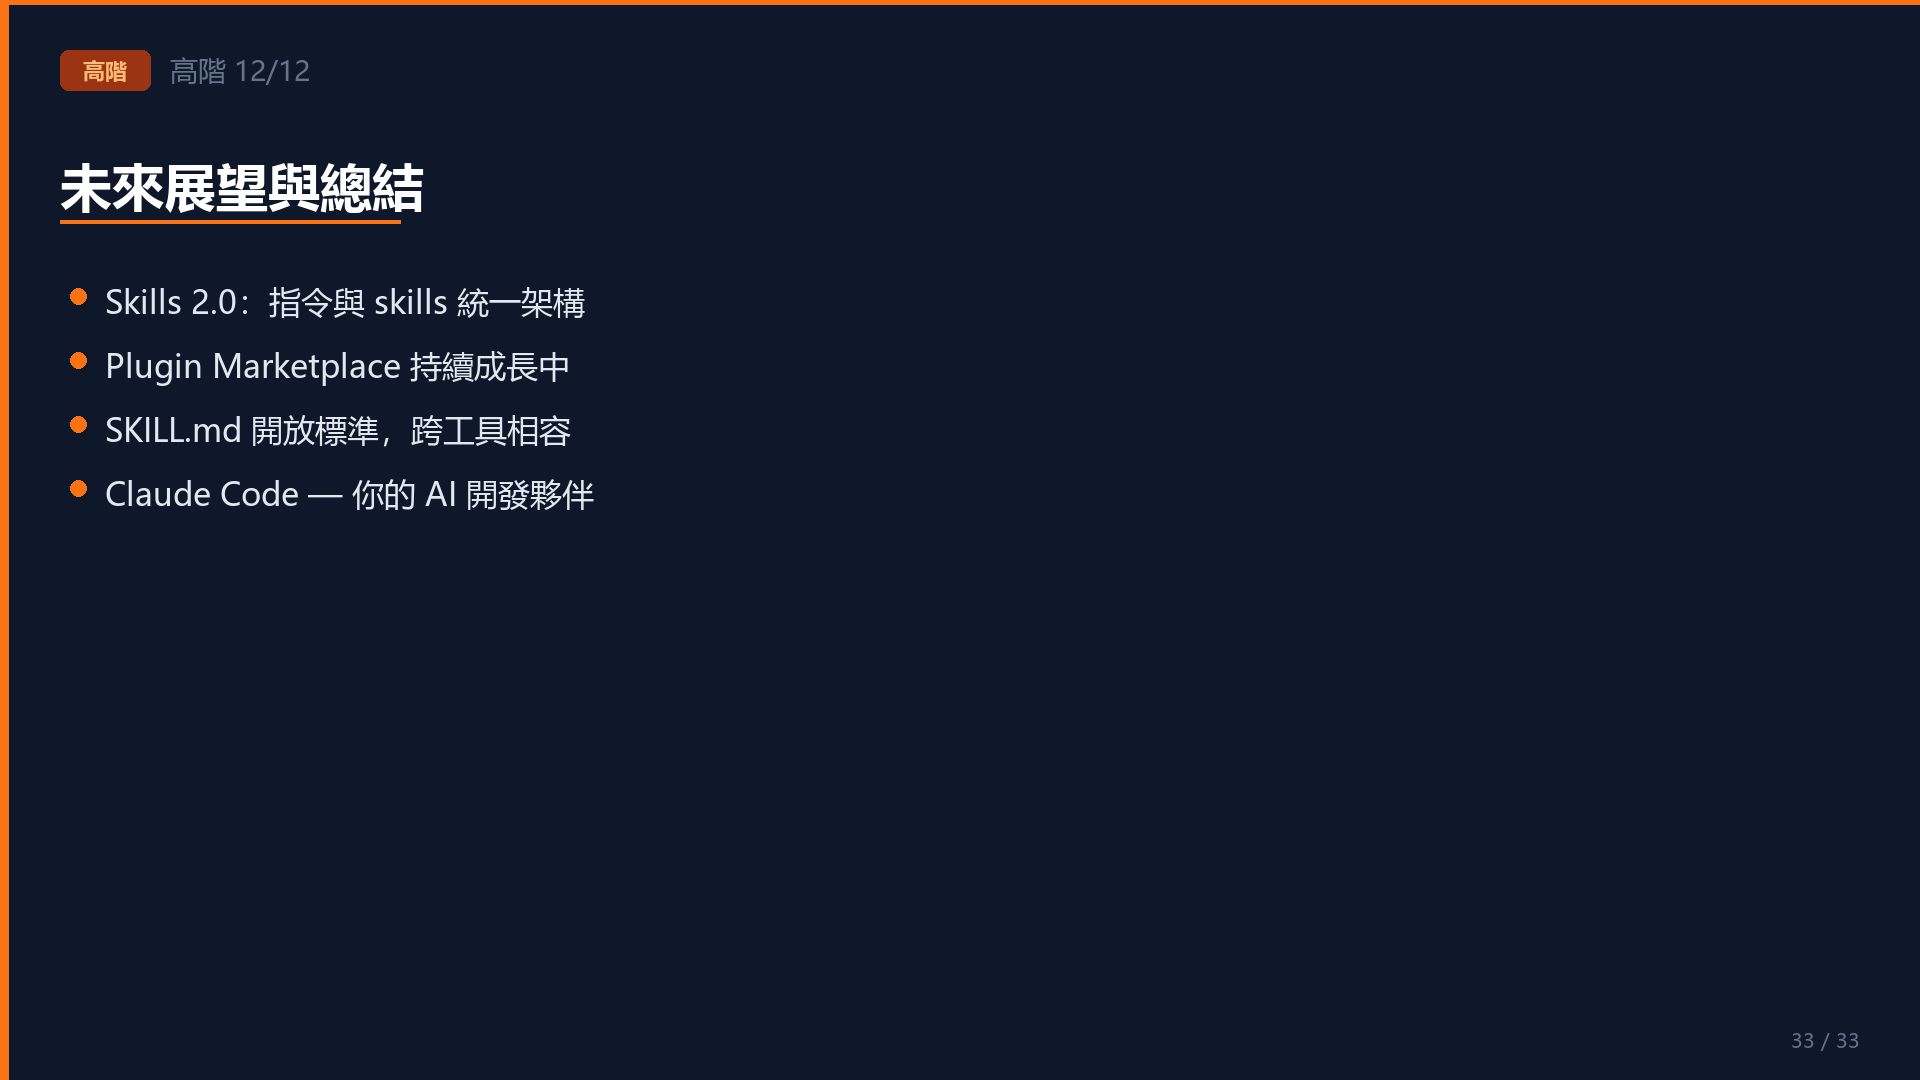 高階
高階 12/12
未來展望與總結
Skills 2.0：指令與 skills 統一架構
Plugin Marketplace 持續成長中
SKILL.md 開放標準，跨工具相容
Claude Code — 你的 AI 開發夥伴
33 / 33